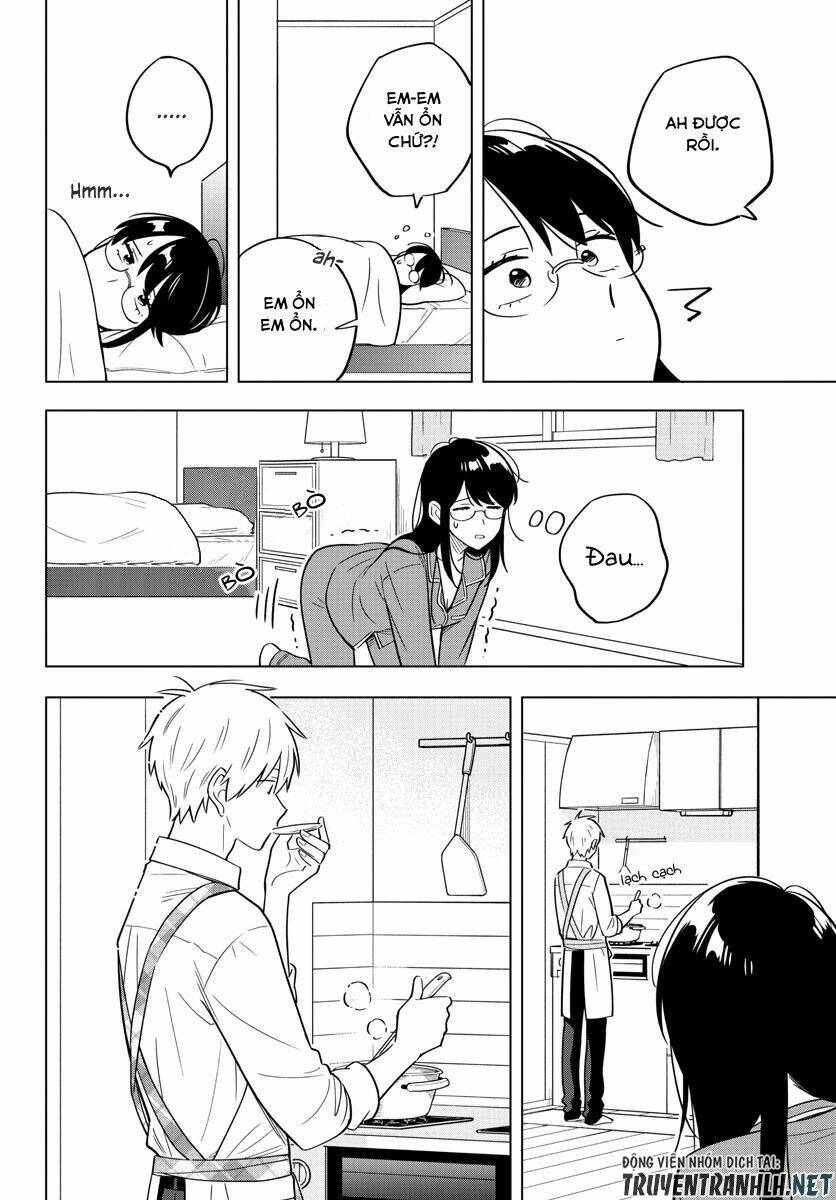 AH ĐƯỢC
RỒI.
EM-EM
VẪN ỔN
CHỨ?!
ah-
EM ỔN
EM ỔN.
.....
Hmm...
Đau...
BÒ
BÒ
lạch cạch
ĐỘNG VIÊN NHÓM DỊCH TẠI:
TRUYENTRANHLH.NET